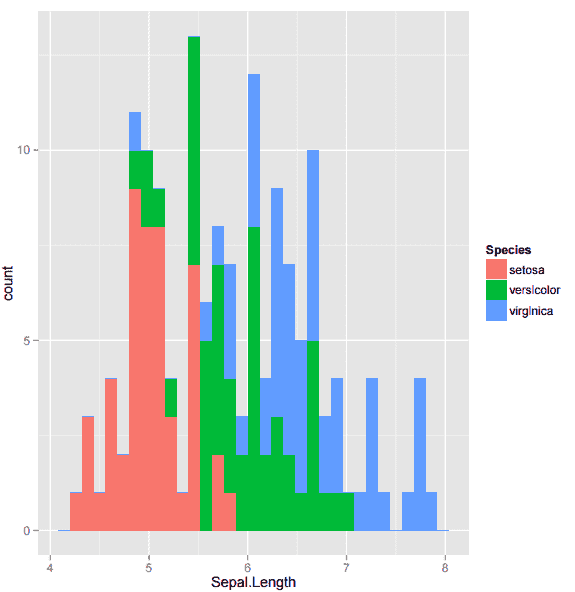 10
5
0
count
4
5
6
7
8
Sepal.Length
Species
setosa
versicolor
virginica